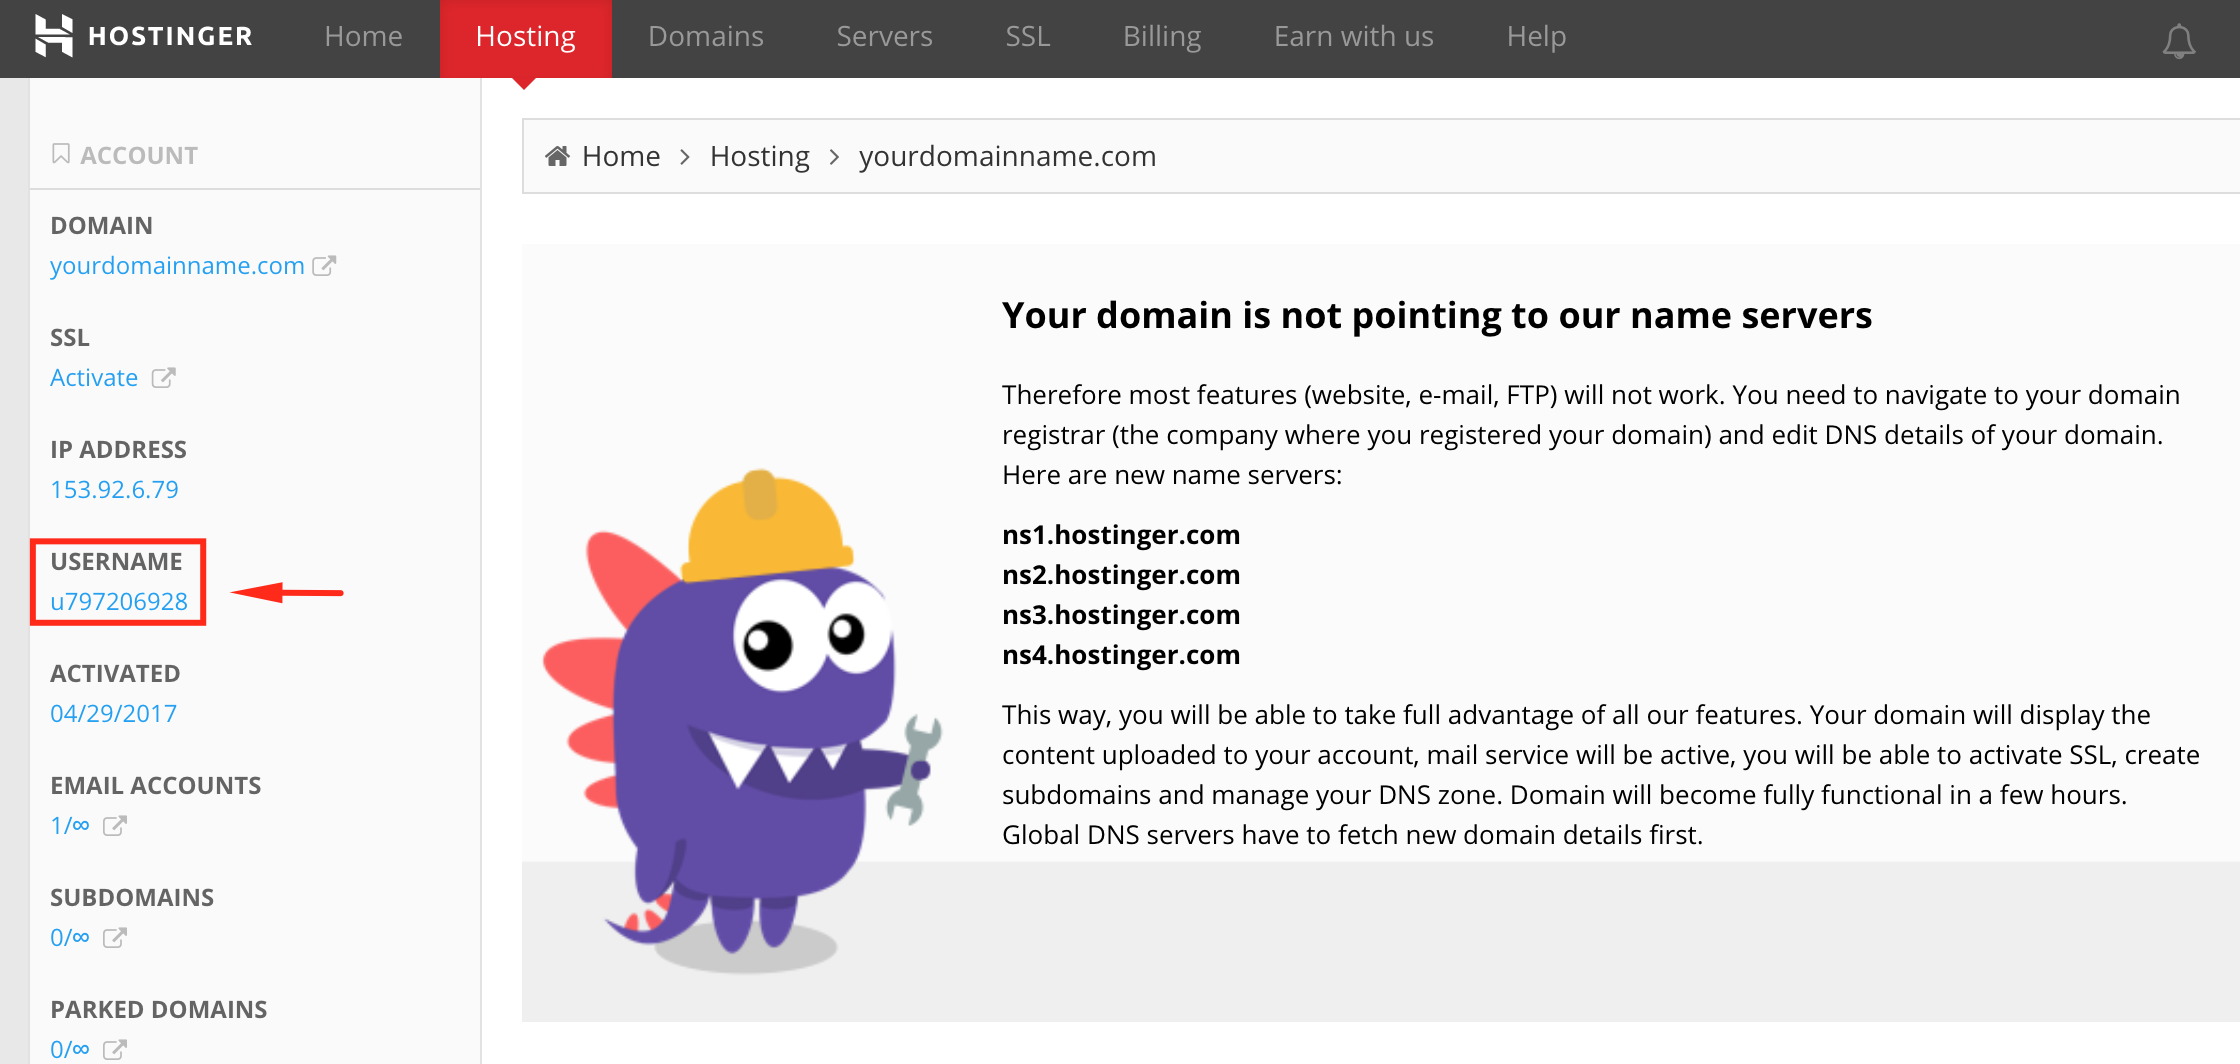 HOSTINGER
Home
Hosting
Domains
Servers
SSL
Billing
Earn with us
Help
ACCOUNT
DOMAIN
yourdomainname.com
SSL
Activate
IP ADDRESS
153.92.6.79
USERNAME
u797206928
ACTIVATED
04/29/2017
EMAIL ACCOUNTS
1/∞
SUBDOMAINS
0/∞
PARKED DOMAINS
0/∞
Home > Hosting > yourdomainname.com
Your domain is not pointing to our name servers
Therefore most features (website, e-mail, FTP) will not work. You need to navigate to your domain
registrar (the company where you registered your domain) and edit DNS details of your domain.
Here are new name servers:
ns1.hostinger.com
ns2.hostinger.com
ns3.hostinger.com
ns4.hostinger.com
This way, you will be able to take full advantage of all our features. Your domain will display the
content uploaded to your account, mail service will be active, you will be able to activate SSL, create
subdomains and manage your DNS zone. Domain will become fully functional in a few hours.
Global DNS servers have to fetch new domain details first.